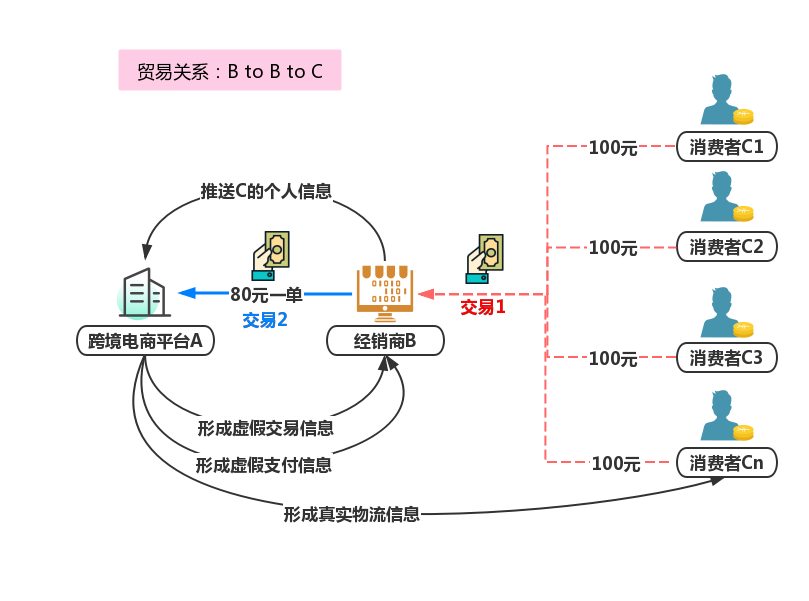 贸易关系：B to B to C
消费者C1
100元
推送C的个人信息
消费者C2
100元
80元一单
交易2
交易1
跨境电商平台A
经销商B
消费者C3
100元
形成虚假交易信息
形成虚假支付信息
消费者Cn
100元
形成真实物流信息